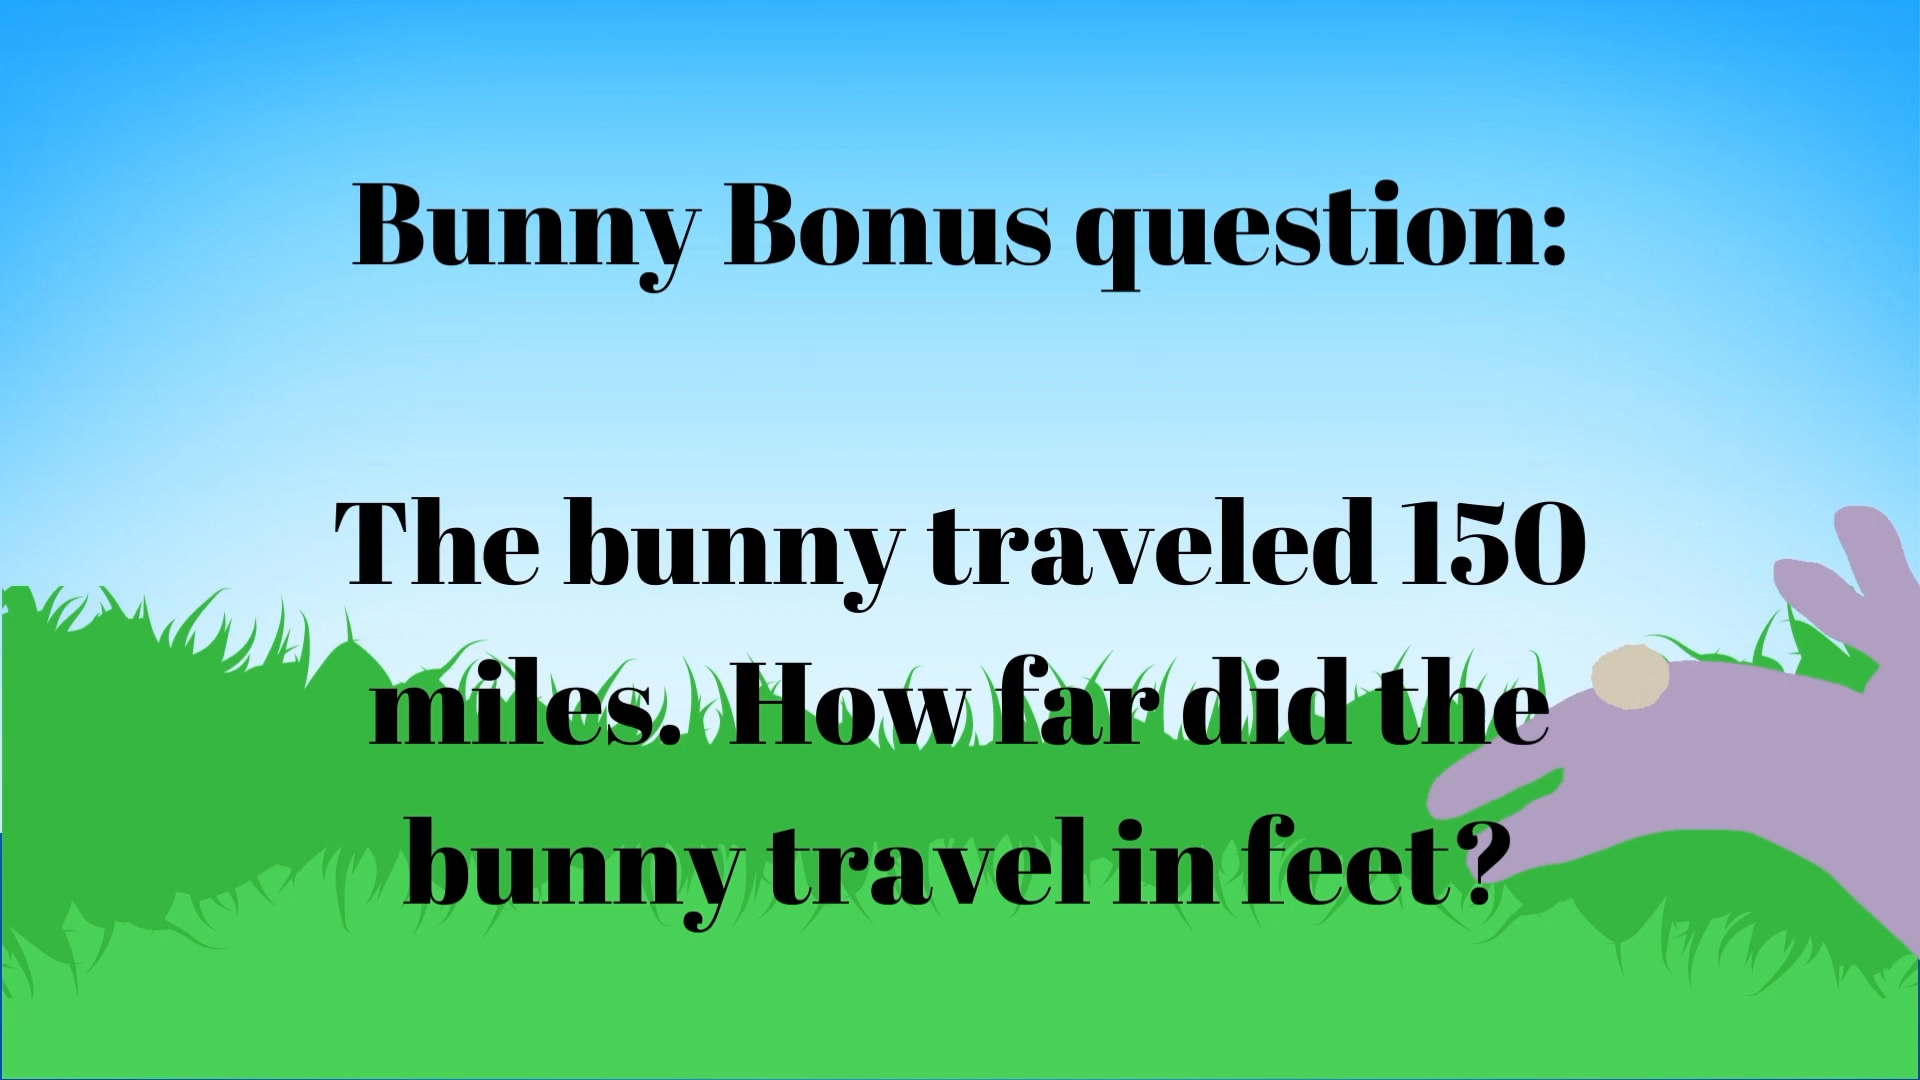 Bunny Bonus question:
The bunny traveled 150
miles.  How far did the
bunny travel in feet?